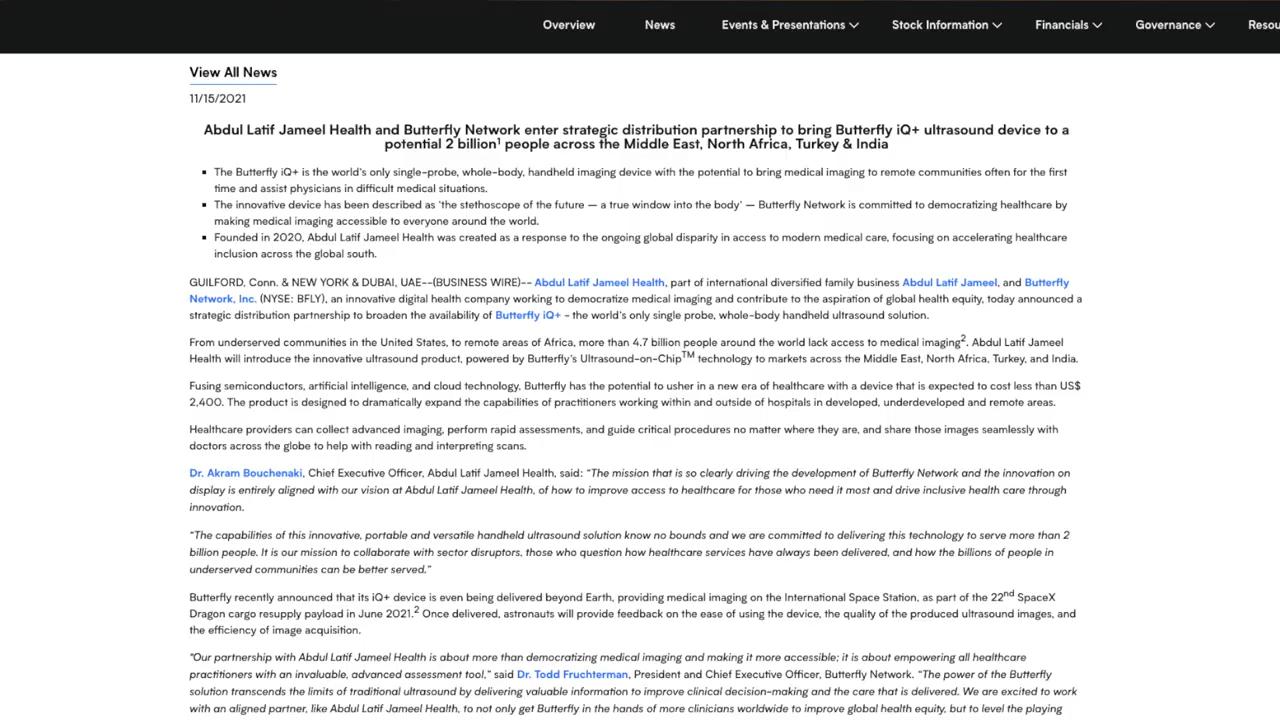 Overview News Events & Presentations Stock Information Financials Governance
View All News
11/15/2021
Abdul Latif Jameel Health and Butterfly Network enter strategic distribution partnership to bring Butterfly iQ+ ultrasound device to a
potential 2 billion¹ people across the Middle East, North Africa, Turkey & India
▪ The Butterfly iQ+ is the world's only single-probe, whole-body, handheld imaging device with the potential to bring medical imaging to remote communities often for the first
time and assist physicians in difficult medical situations.
▪ The innovative device has been described as 'the stethoscope of the future — a true window into the body' — Butterfly Network is committed to democratizing healthcare by
making medical imaging accessible to everyone around the world.
▪ Founded in 2020, Abdul Latif Jameel Health was created as a response to the ongoing global disparity in access to modern medical care, focusing on accelerating healthcare
inclusion across the global south.
GUILFORD, Conn. & NEW YORK & DUBAI, UAE--(BUSINESS WIRE)-- Abdul Latif Jameel Health, part of international diversified family business Abdul Latif Jameel, and Butterfly
Network, Inc. (NYSE: BFLY), an innovative digital health company working to democratize medical imaging and contribute to the aspiration of global health equity, today announced a
strategic distribution partnership to broaden the availability of Butterfly iQ+ - the world's only single probe, whole-body handheld ultrasound solution.
From underserved communities in the United States, to remote areas of Africa, more than 4.7 billion people around the world lack access to medical imaging². Abdul Latif Jameel
Health will introduce the innovative ultrasound product, powered by Butterfly's Ultrasound-on-Chip™ technology to markets across the Middle East, North Africa, Turkey, and India.
Fusing semiconductors, artificial intelligence, and cloud technology, Butterfly has the potential to usher in a new era of healthcare with a device that is expected to cost less than US$
2,400. The product is designed to dramatically expand the capabilities of practitioners working within and outside of hospitals in developed, underdeveloped and remote areas.
Healthcare providers can collect advanced imaging, perform rapid assessments, and guide critical procedures no matter where they are, and share those images seamlessly with
doctors across the globe to help with reading and interpreting scans.
Dr. Akram Bouchenaki, Chief Executive Officer, Abdul Latif Jameel Health, said: “The mission that is so clearly driving the development of Butterfly Network and the innovation on
display is entirely aligned with our vision at Abdul Latif Jameel Health, of how to improve access to healthcare for those who need it most and drive inclusive health care through
innovation.
“The capabilities of this innovative, portable and versatile handheld ultrasound solution know no bounds and we are committed to delivering this technology to serve more than 2
billion people. It is our mission to collaborate with sector disruptors, those who question how healthcare services have always been delivered, and how the billions of people in
underserved communities can be better served.”
Butterfly recently announced that its iQ+ device is even being delivered beyond Earth, providing medical imaging on the International Space Station, as part of the 22nd SpaceX
Dragon cargo resupply payload in June 2021.² Once delivered, astronauts will provide feedback on the ease of using the device, the quality of the produced ultrasound images, and
the efficiency of image acquisition.
“Our partnership with Abdul Latif Jameel Health is about more than democratizing medical imaging and making it more accessible; it is about empowering all healthcare
practitioners with an invaluable, advanced assessment tool,” said Dr. Todd Fruchterman, President and Chief Executive Officer, Butterfly Network. “The power of the Butterfly
solution transcends the limits of traditional ultrasound by delivering valuable information to improve clinical decision-making and the care that is delivered. We are excited to work
with an aligned partner, like Abdul Latif Jameel Health, to not only get Butterfly in the hands of more clinicians worldwide to improve global health equity, but to level the playing